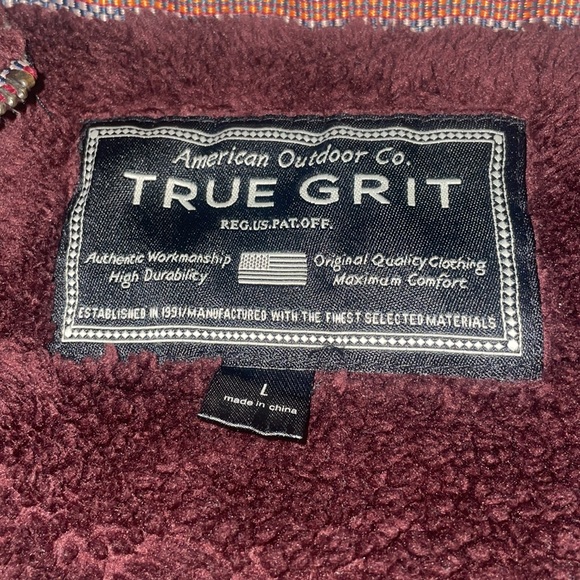 American Outdoor Co.
TRUE GRIT
REG.US.PAT.OFF.
Authentic Workmanship
High Durability
Original Quality Clothing
Maximum Comfort
ESTABLISHED IN 1991/MANUFACTURED WITH THE FINEST SELECTED MATERIALS
L
made in china